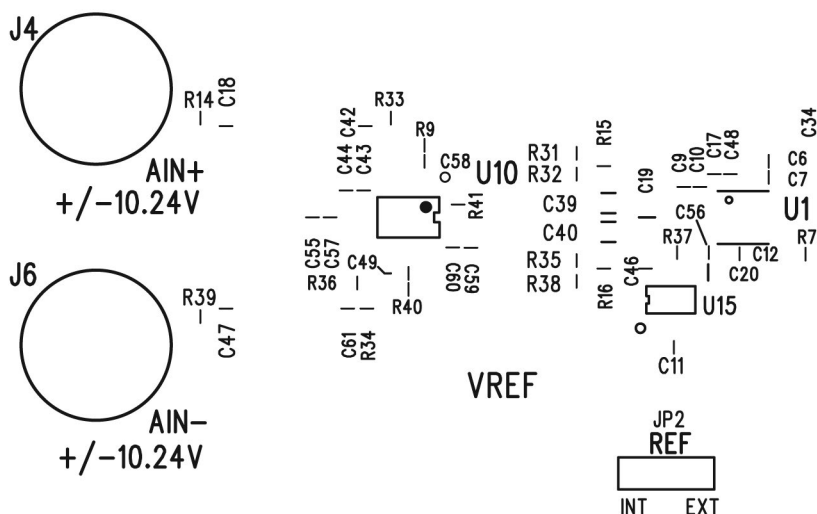 J4
R14
C18
AIN+
+/-10.24V
J6
R39
C47
AIN-
+/-10.24V
C42
R33
R9
C44
C43
C58
U10
R41
C55
C57
C49
R36
R40
C60
C59
C61
R34
VREF
R31
R32
R15
C39
C19
C40
R35
R38
R16
C46
C9
C10
C17
C48
C34
C6
C7
U1
C56
R37
C20
C12
R7
U15
C11
JP2
REF
INT EXT